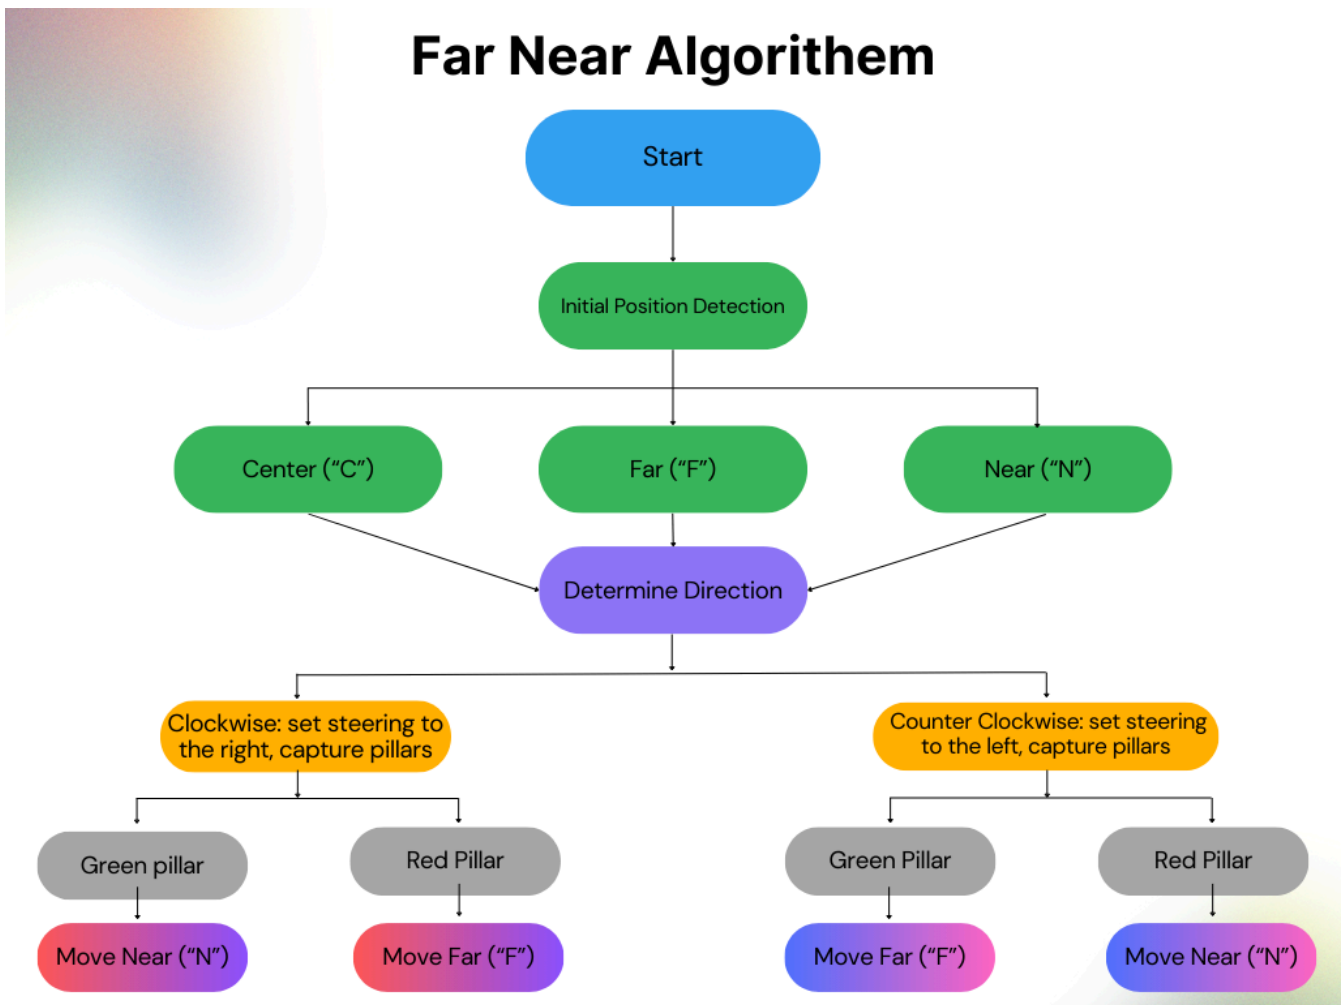 Far Near Algorithem
Start
Initial Position Detection
Center (“C”)
Far (“F”)
Near (“N”)
Determine Direction
Clockwise: set steering to
the right, capture pillars
Counter Clockwise: set steering
to the left, capture pillars
Green pillar
Red Pillar
Green Pillar
Red Pillar
Move Near (“N”)
Move Far (“F”)
Move Far (“F”)
Move Near (“N”)